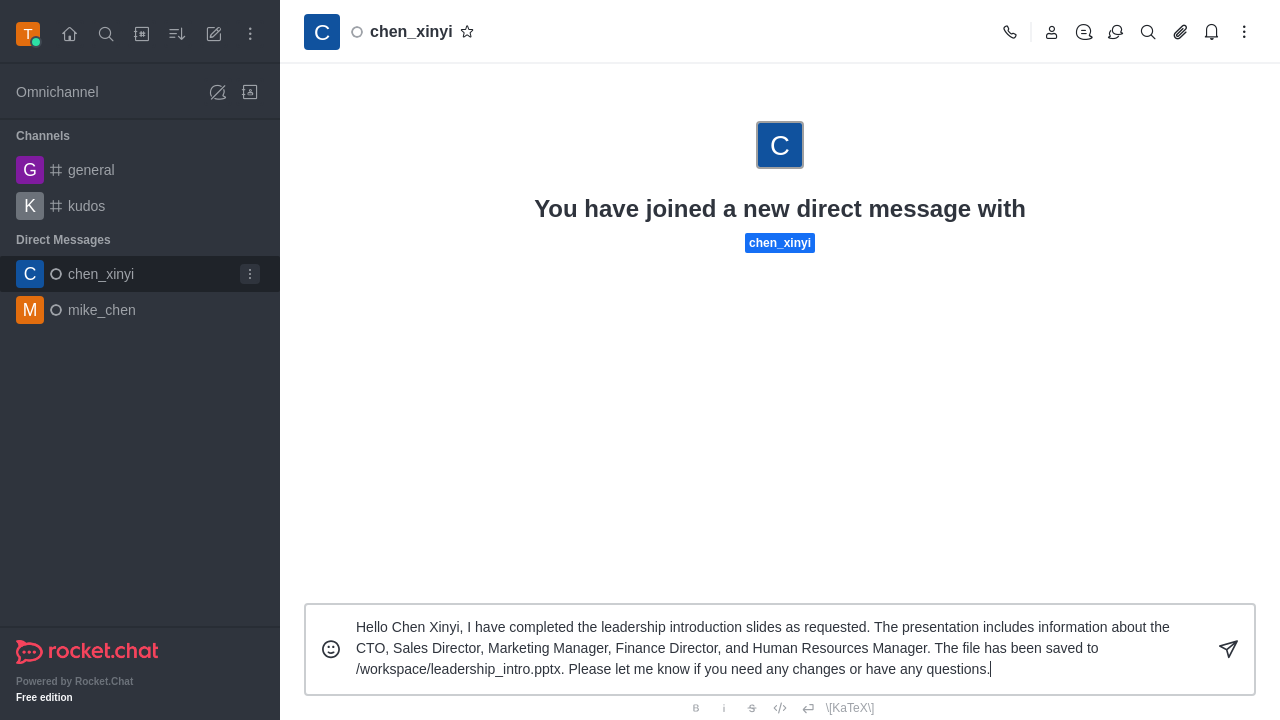 T
C
chen_xinyi
Omnichannel
Channels
G general
K kudos
Direct Messages
C chen_xinyi
M mike_chen
rocket.chat
Powered by Rocket.Chat
Free edition
C
You have joined a new direct message with
chen_xinyi
Hello Chen Xinyi, I have completed the leadership introduction slides as requested. The presentation includes information about the
CTO, Sales Director, Marketing Manager, Finance Director, and Human Resources Manager. The file has been saved to
/workspace/leadership_intro.pptx. Please let me know if you need any changes or have any questions.
B i S \[KaTeX\]